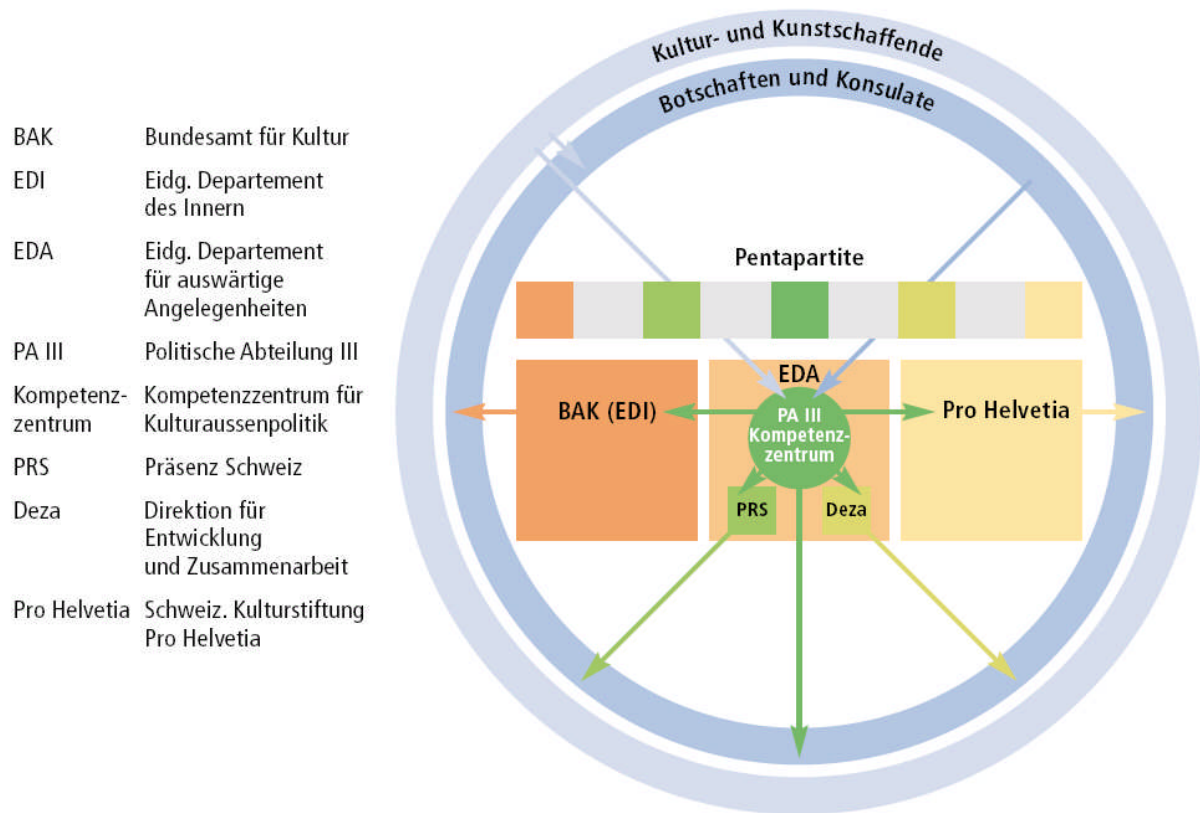 Kultur- und Kunstschaffende
Botschaften und Konsulate
BAK Bundesamt für Kultur
EDI Eidg. Departement
des Innern
EDA Eidg. Departement
für auswärtige
Angelegenheiten
PA III Politische Abteilung III
Kompetenz- Kompetenzzentrum für
zentrum Kulturaussenpolitik
PRS Präsenz Schweiz
Deza Direktion für
Entwicklung
und Zusammenarbeit
Pro Helvetia Schweiz. Kulturstiftung
Pro Helvetia
Pentapartite
EDA
BAK (EDI)
PA III
Kompetenz-
zentrum
Pro Helvetia
PRS
Deza